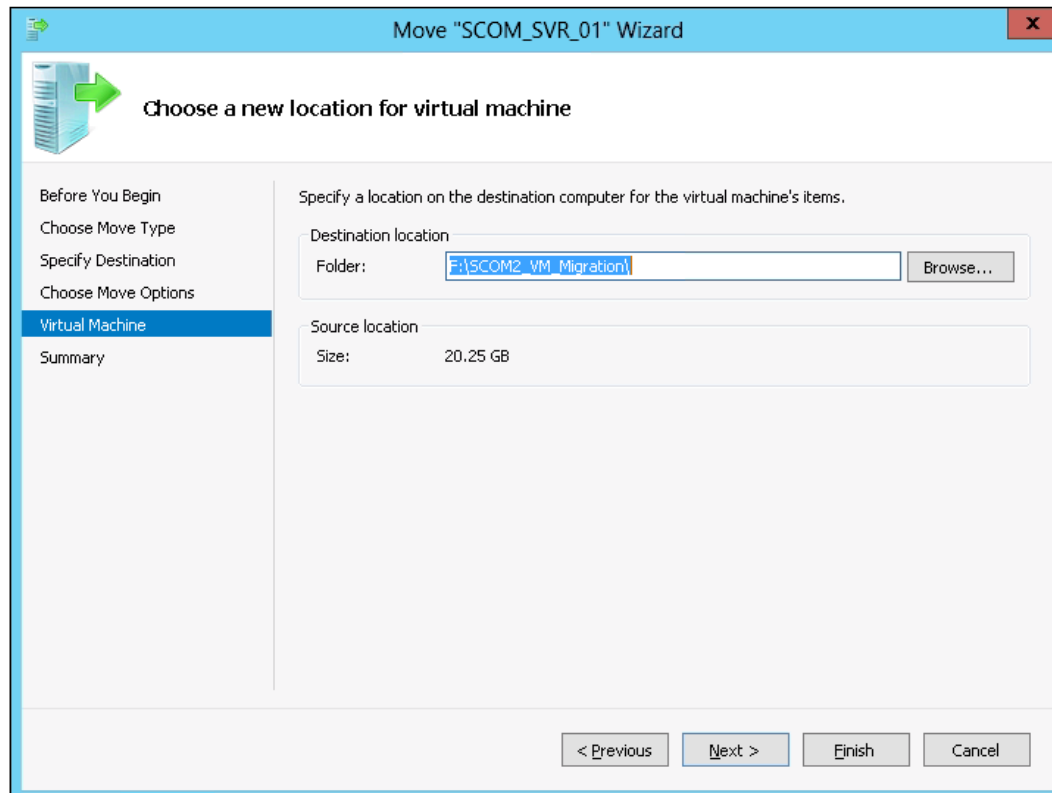 Move "SCOM_SVR_01" Wizard
x
Choose a new location for virtual machine
Before You Begin
Choose Move Type
Specify Destination
Choose Move Options
Virtual Machine
Summary
Specify a location on the destination computer for the virtual machine's items.
Destination location
Folder: F:\SCOM2_VM_Migration\ Browse...
Source location
Size: 20.25 GB
< Previous Next > Finish Cancel